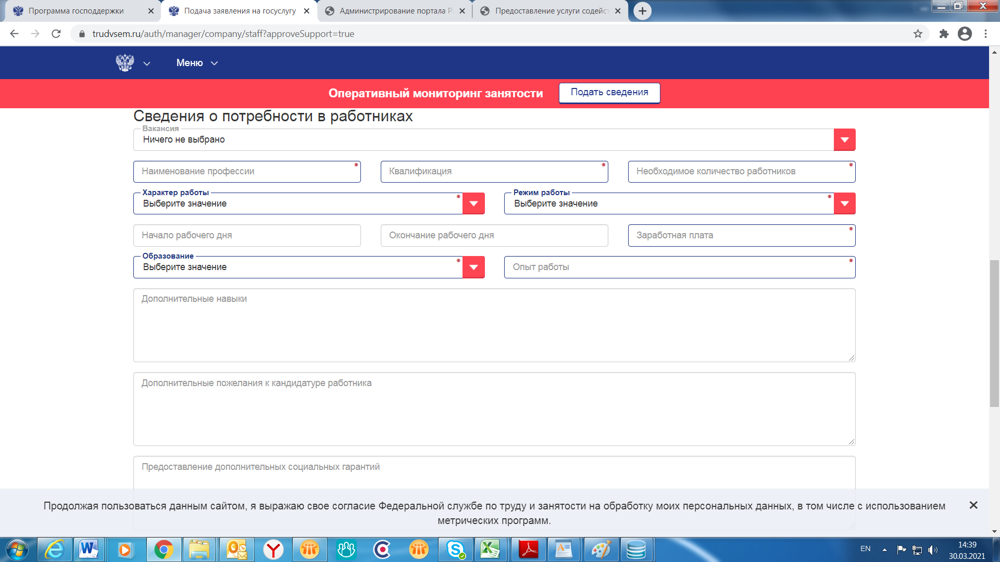 Программа господдержки
Подача заявления на госуслугу
Администрирование портала
Предоставление услуги
trudvsem.ru/auth/manager/company/staff?approveSupport=true
Меню
Оперативный мониторинг занятости
Подать сведения
Сведения о потребности в работниках
Вакансия
Ничего не выбрано
Наименование профессии *
Квалификация *
Необходимое количество работников *
Характер работы
Выберите значение *
Режим работы
Выберите значение *
Начало рабочего дня
Окончание рабочего дня
Заработная плата *
Образование
Выберите значение *
Опыт работы *
Дополнительные навыки
Дополнительные пожелания к кандидатуре работника
Предоставление дополнительных социальных гарантий
Продолжая пользоваться данным сайтом, я выражаю свое согласие Федеральной службе по труду и занятости на обработку моих персональных данных, в том числе с использованием
метрических программ.
EN
14:39
30.03.2021